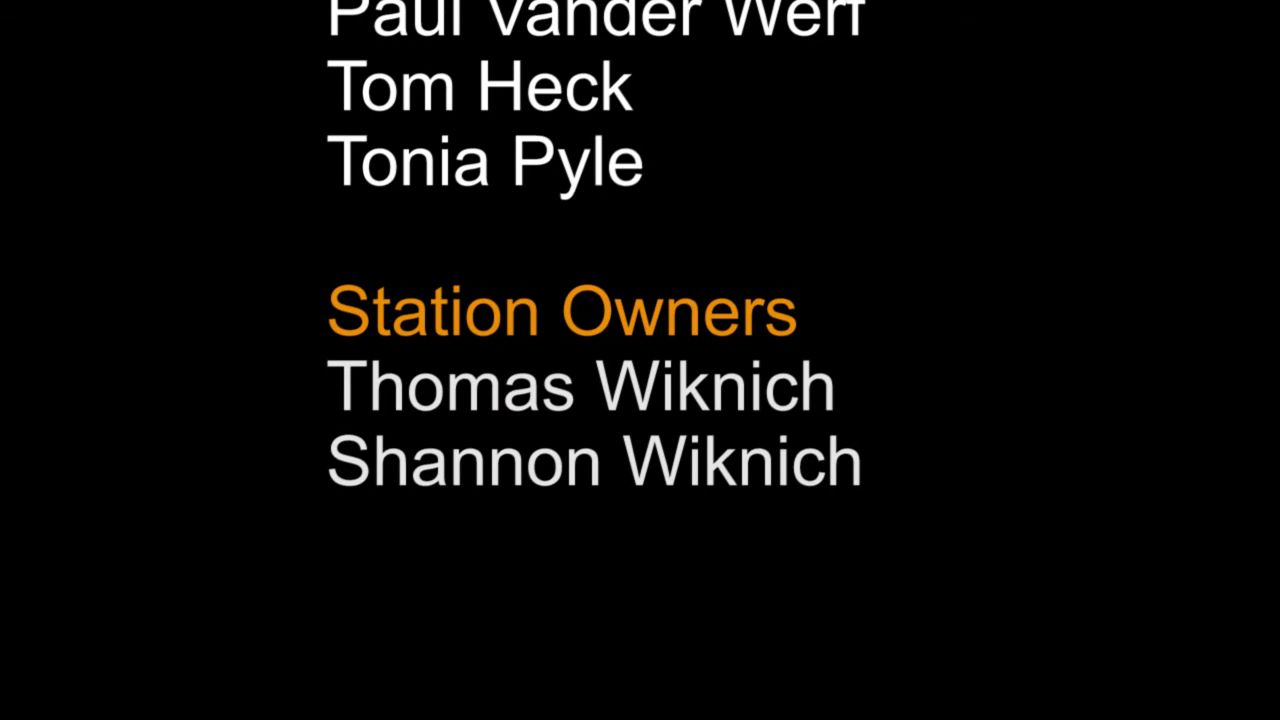 Paul Vander Werf
Tom Heck
Tonia Pyle
Station Owners
Thomas Wiknich
Shannon Wiknich